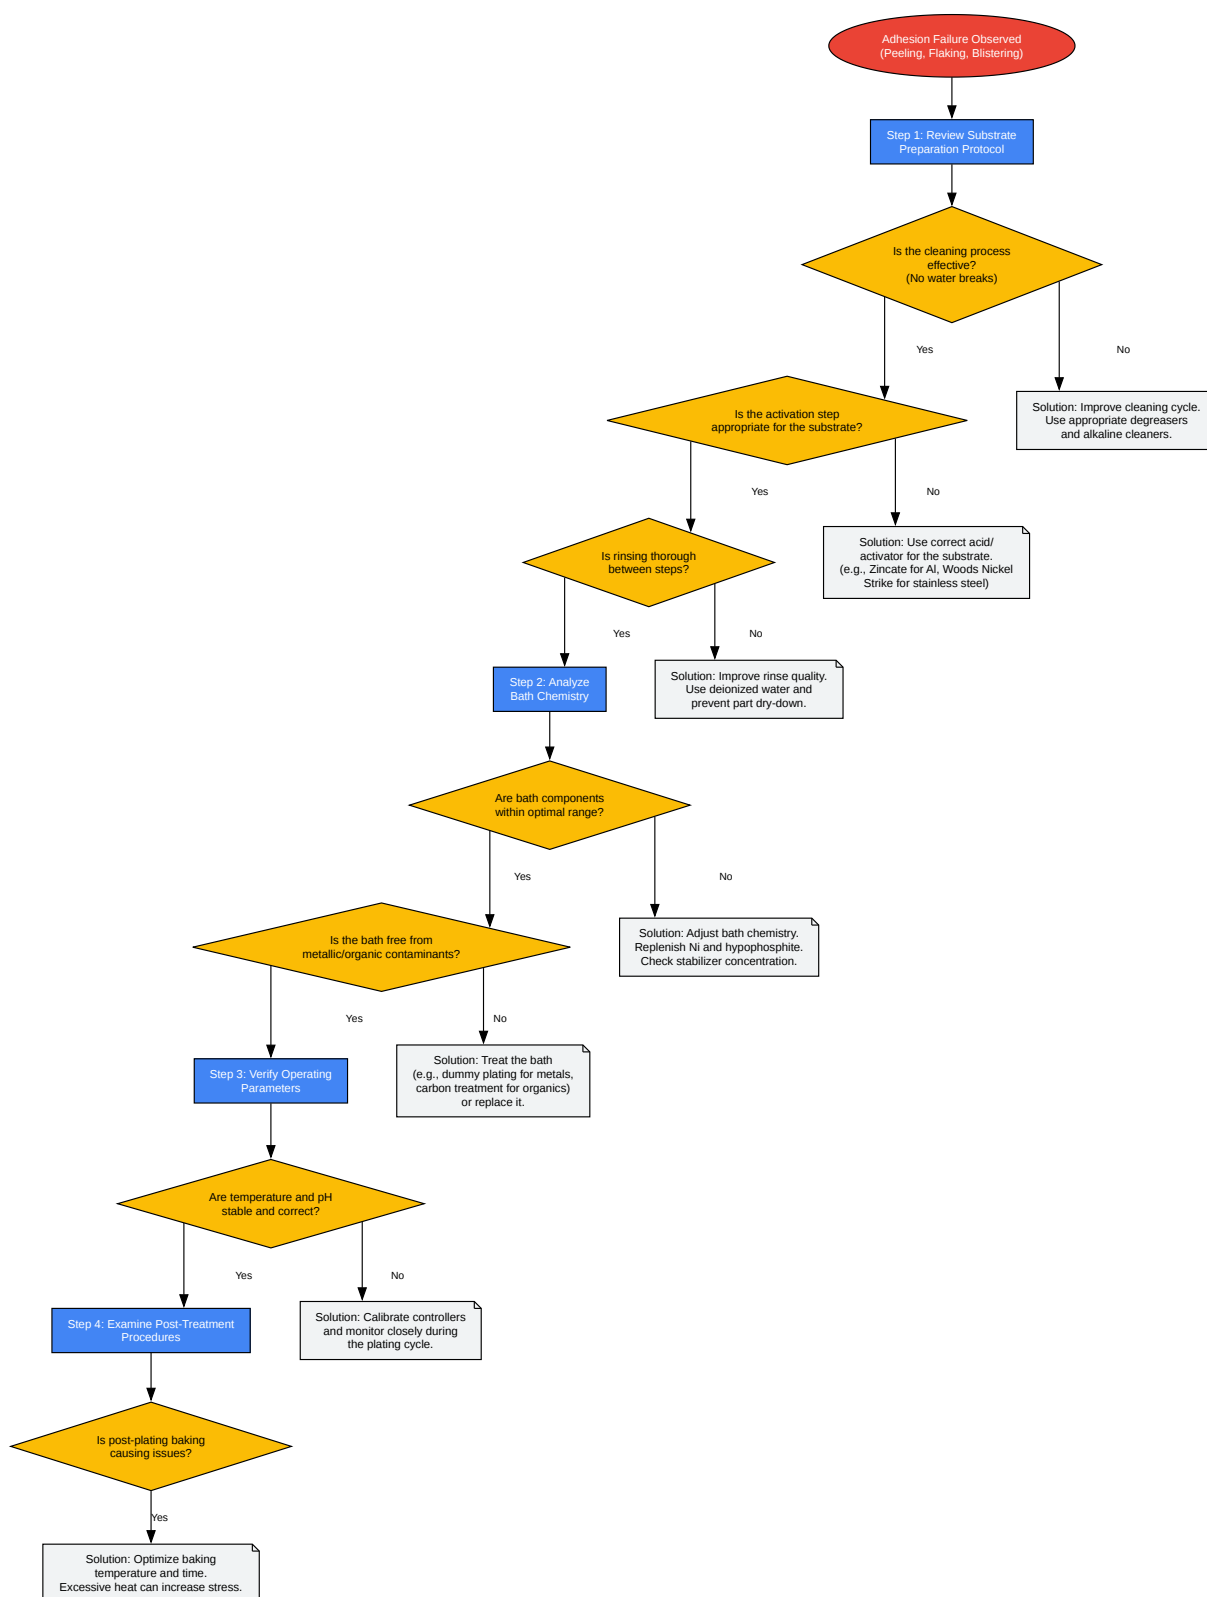 Adhesion Failure Observed
(Peeling, Flaking, Blistering)
Step 1: Review Substrate
Preparation Protocol
Is the cleaning process
effective?
(No water breaks)
Yes
No
Solution: Improve cleaning cycle.
Use appropriate degreasers
and alkaline cleaners.
Is the activation step
appropriate for the substrate?
Yes
No
Solution: Use correct acid/
activator for the substrate.
(e.g., Zincate for Al, Woods Nickel
Strike for stainless steel)
Is rinsing thorough
between steps?
Yes
No
Solution: Improve rinse quality.
Use deionized water and
prevent part dry-down.
Step 2: Analyze
Bath Chemistry
Are bath components
within optimal range?
Yes
No
Solution: Adjust bath chemistry.
Replenish Ni and hypophosphite.
Check stabilizer concentration.
Is the bath free from
metallic/organic contaminants?
Yes
No
Solution: Treat the bath
(e.g., dummy plating for metals,
carbon treatment for organics)
or replace it.
Step 3: Verify Operating
Parameters
Are temperature and pH
stable and correct?
Yes
No
Solution: Calibrate controllers
and monitor closely during
the plating cycle.
Step 4: Examine Post-Treatment
Procedures
Is post-plating baking
causing issues?
Yes
Solution: Optimize baking
temperature and time.
Excessive heat can increase stress.